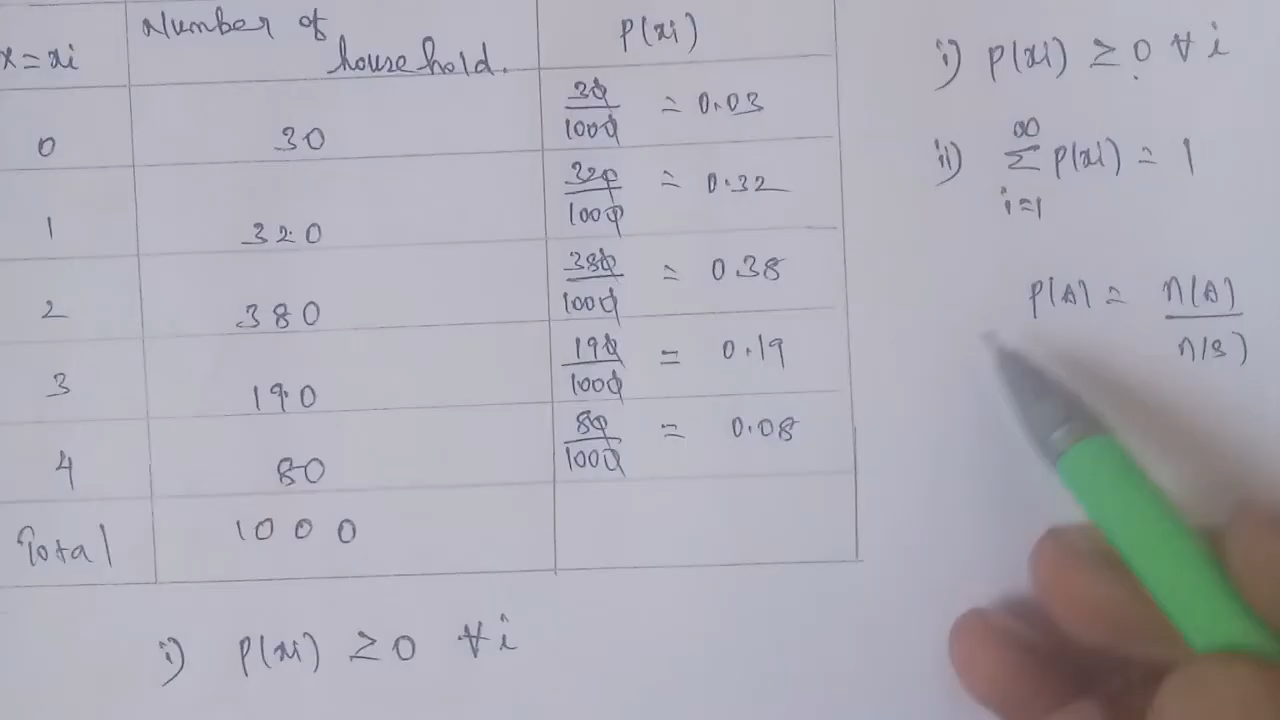 x = xi Number of household. p(xi)
0 30 30/1000 = 0.03
1 320 320/1000 = 0.32
2 380 380/1000 = 0.38
3 190 190/1000 = 0.19
4 80 80/1000 = 0.08
Total 1000
i) p(xi) ≥ 0 ∀ i
i) p(xi) ≥ 0 ∀ i
ii) ∞ Σ i=1 p(xi) = 1
p(A) = n(A)/n(S)